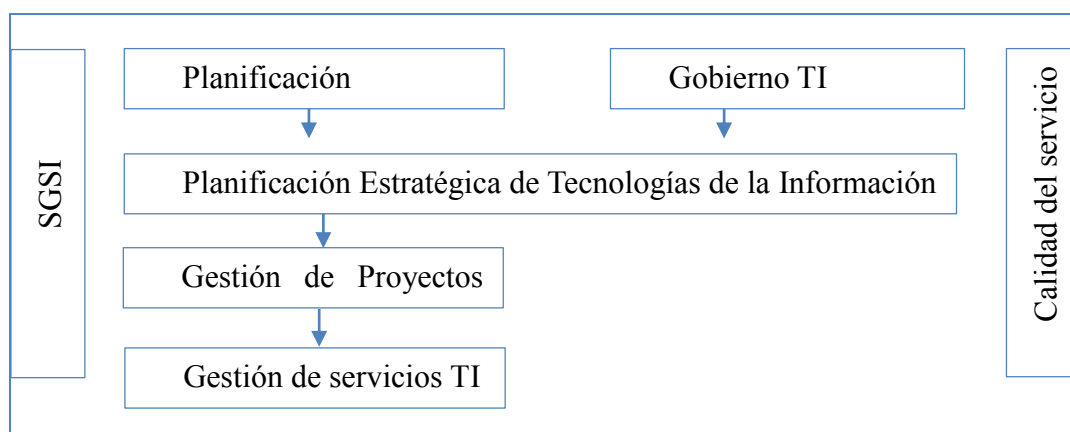 SGSI
Planificación
Gobierno TI
Calidad del servicio
Planificación Estratégica de Tecnologías de la Información
Gestión de Proyectos
Gestión de servicios TI